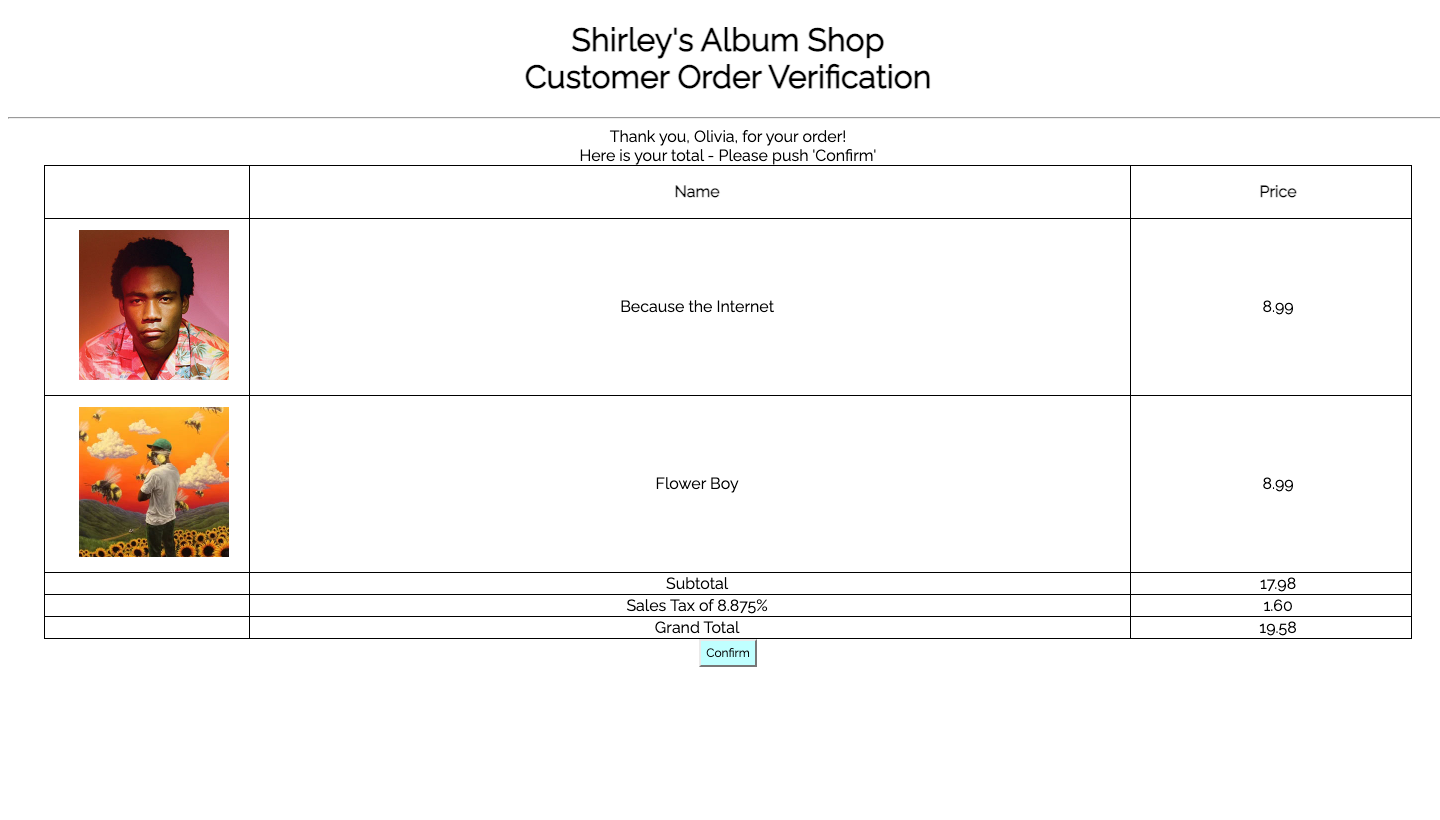 Shirley's Album Shop
Customer Order Verification
Thank you, Olivia, for your order!
Here is your total - Please push 'Confirm'
Name Price
Because the Internet 8.99
Flower Boy 8.99
Subtotal 17.98
Sales Tax of 8.875% 1.60
Grand Total 19.58
Confirm